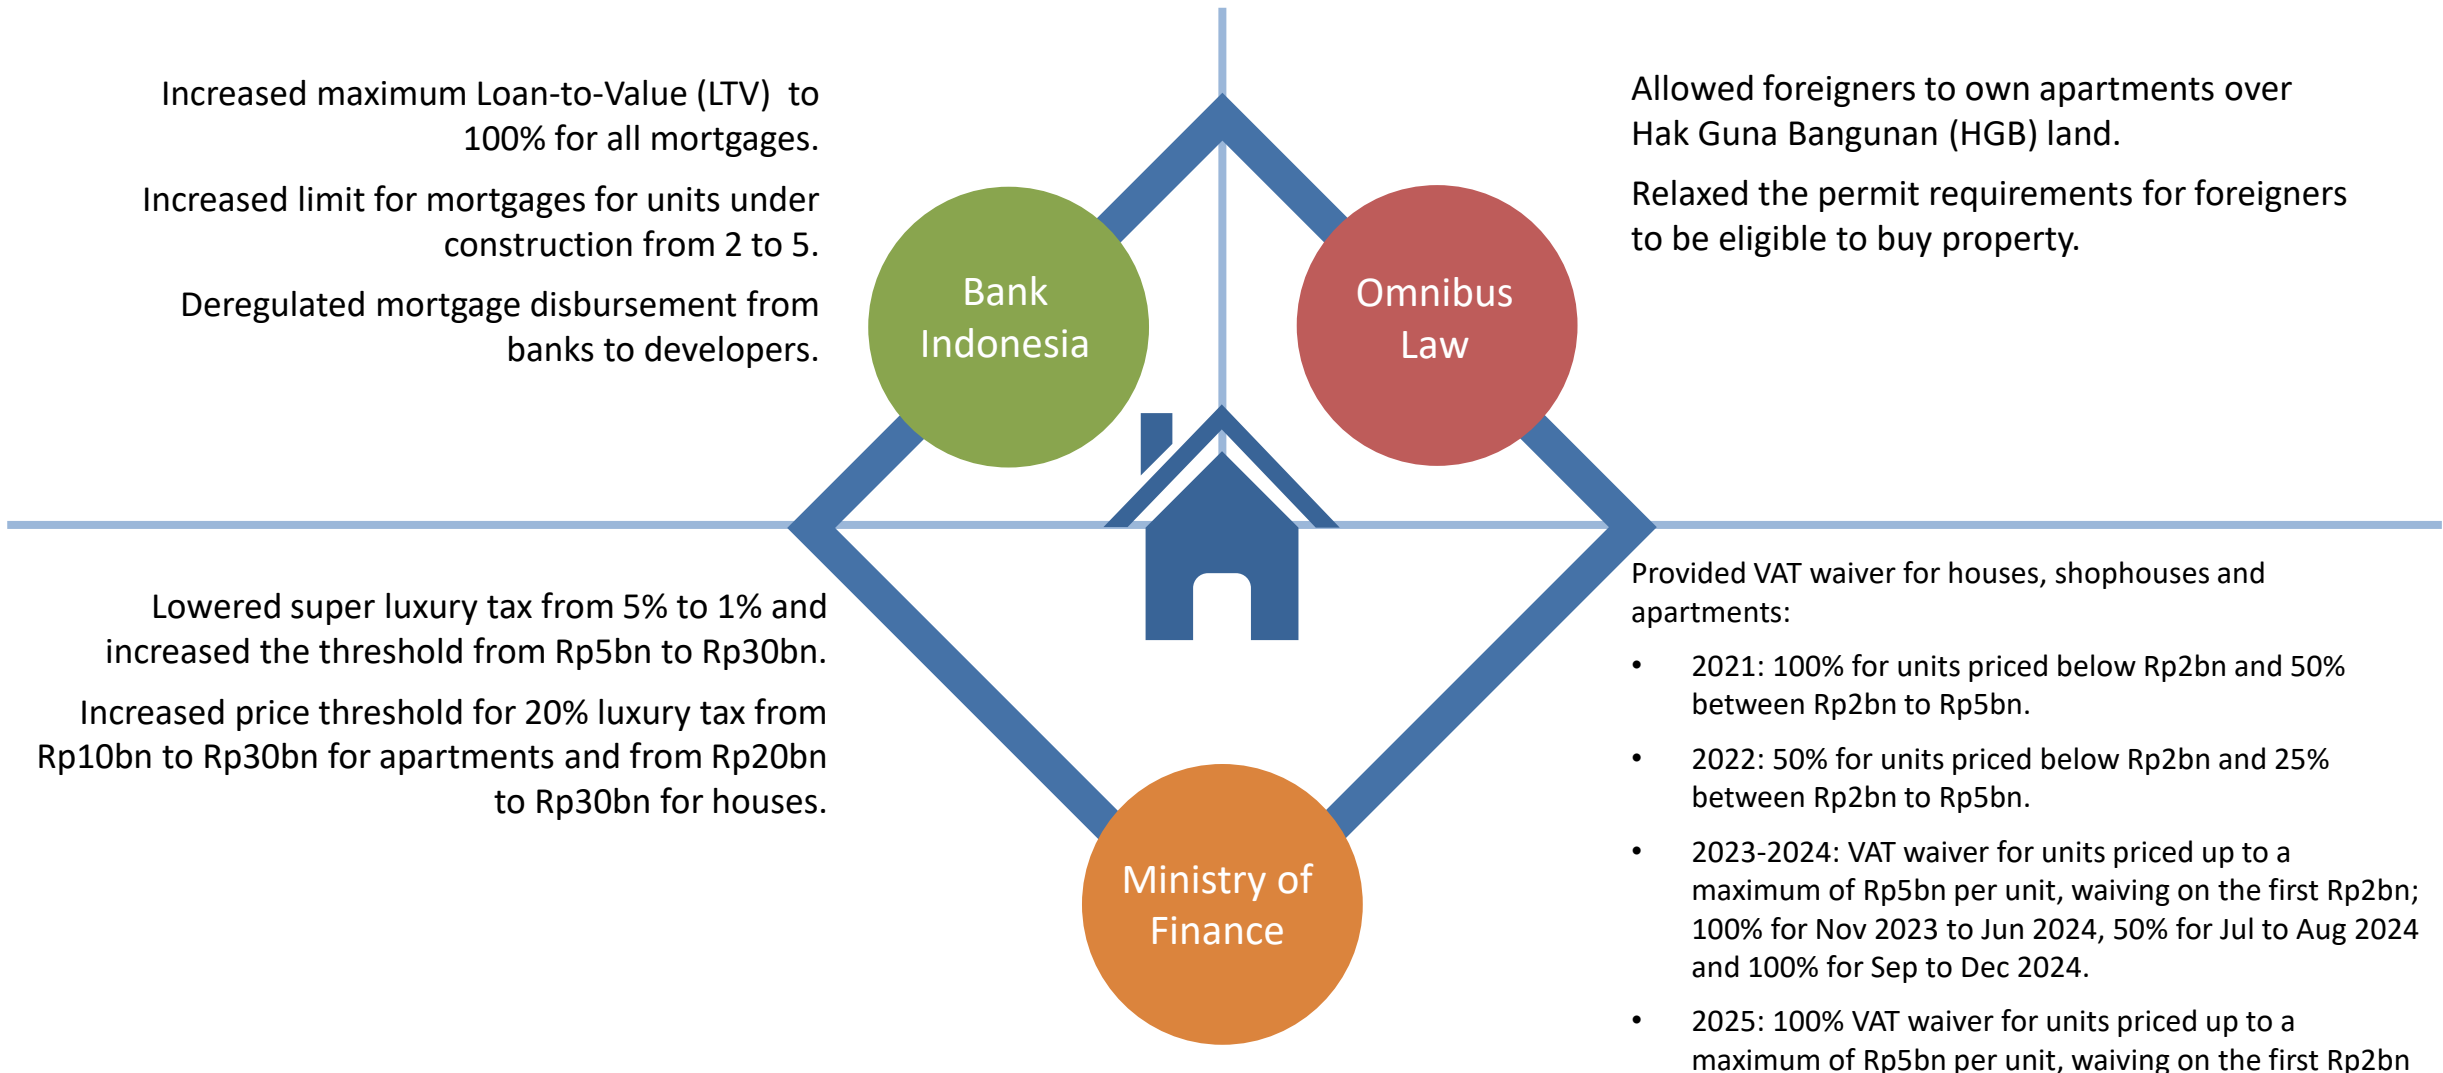 Increased maximum Loan-to-Value (LTV) to
100% for all mortgages.
Increased limit for mortgages for units under
construction from 2 to 5.
Deregulated mortgage disbursement from
banks to developers.
Bank
Indonesia
Omnibus
Law
Allowed foreigners to own apartments over
Hak Guna Bangunan (HGB) land.
Relaxed the permit requirements for foreigners
to be eligible to buy property.
Lowered super luxury tax from 5% to 1% and
increased the threshold from Rp5bn to Rp30bn.
Increased price threshold for 20% luxury tax from
Rp10bn to Rp30bn for apartments and from Rp20bn
to Rp30bn for houses.
Ministry of
Finance
Provided VAT waiver for houses, shophouses and
apartments:
• 2021: 100% for units priced below Rp2bn and 50%
between Rp2bn to Rp5bn.
• 2022: 50% for units priced below Rp2bn and 25%
between Rp2bn to Rp5bn.
• 2023-2024: VAT waiver for units priced up to a
maximum of Rp5bn per unit, waiving on the first Rp2bn;
100% for Nov 2023 to Jun 2024, 50% for Jul to Aug 2024
and 100% for Sep to Dec 2024.
• 2025: 100% VAT waiver for units priced up to a
maximum of Rp5bn per unit, waiving on the first Rp2bn